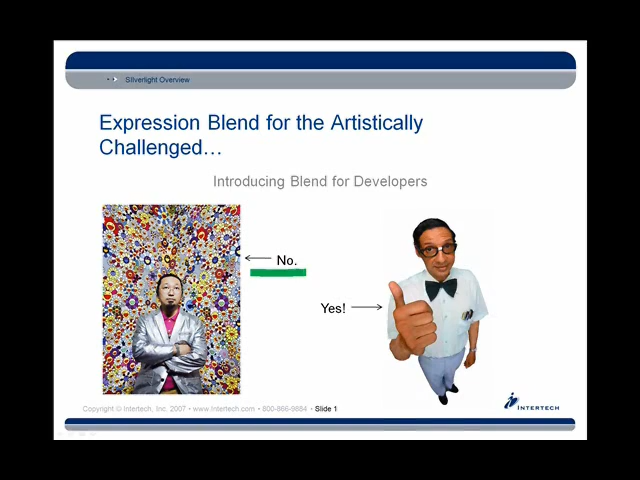 SIlverlight Overview
Expression Blend for the Artistically
Challenged…
Introducing Blend for Developers
No.
Yes!
Copyright © Intertech, Inc. 2007 • www.Intertech.com • 800-866-9884 • Slide 1
INTERTECH